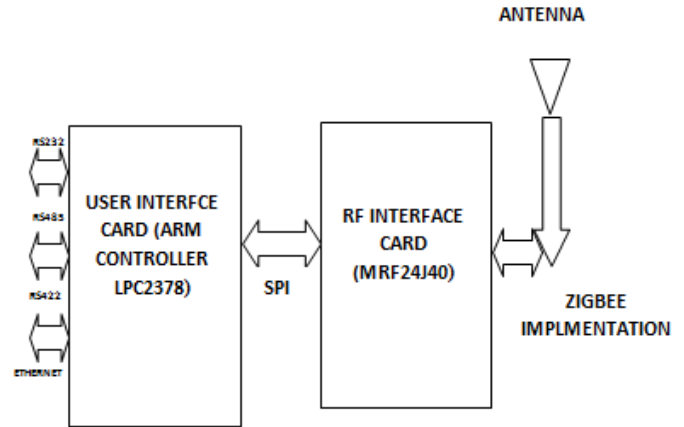 ANTENNA
RS232
RS485
RS422
ETHERNET
USER INTERFCE
CARD (ARM
CONTROLLER
LPC2378)
SPI
RF INTERFACE
CARD
(MRF24J40)
ZIGBEE
IMPLMENTATION